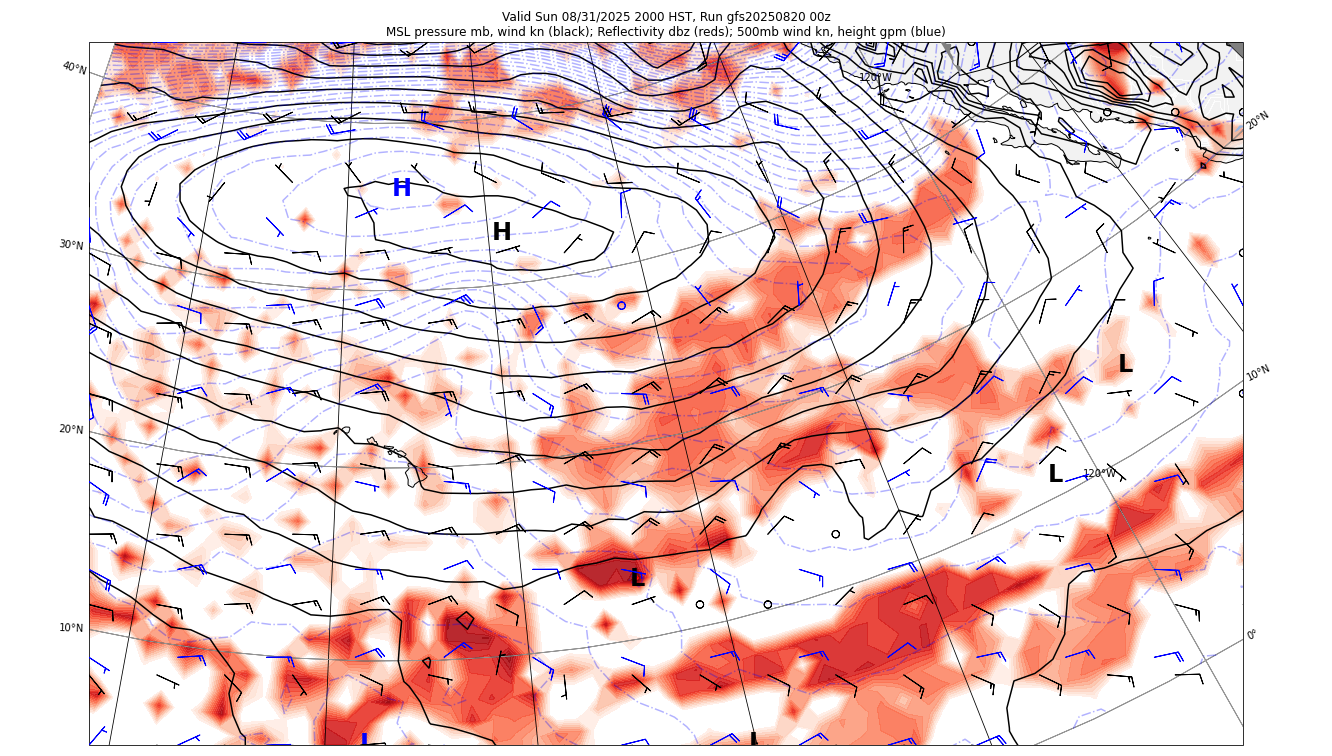 Valid Sun 08/31/2025 2000 HST, Run gfs20250820 00z
MSL pressure mb, wind kn (black); Reflectivity dbz (reds); 500mb wind kn, height gpm (blue)
40°N
120°W
20°N
H
H
30°N
L
10°N
20°N
L
120°W
L
10°N
0°
L
L